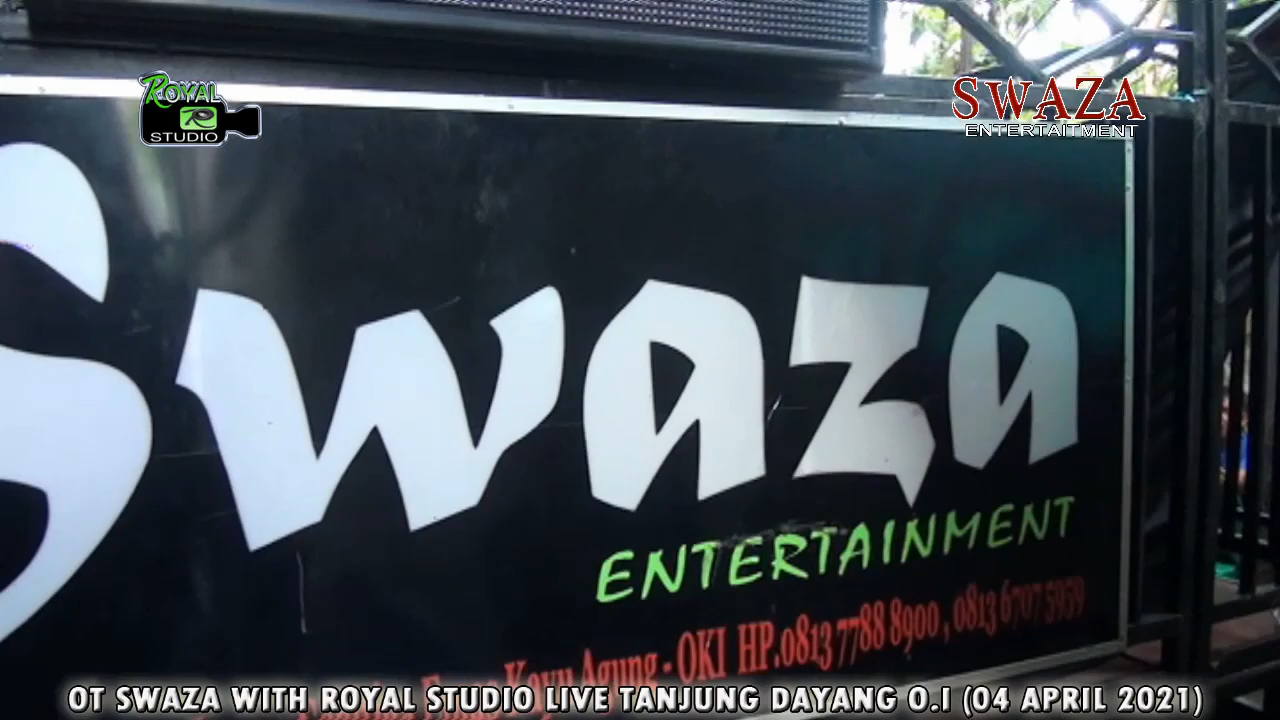 ROYAL
STUDIO
SWAZA
ENTERTAITMENT
Swaza
ENTERTAINMENT
Kayu Agung - OKI HP.0813 7788 8900, 0813 6707 5959
OT SWAZA WITH ROYAL STUDIO LIVE TANJUNG DAYANG O.I (04 APRIL 2021)